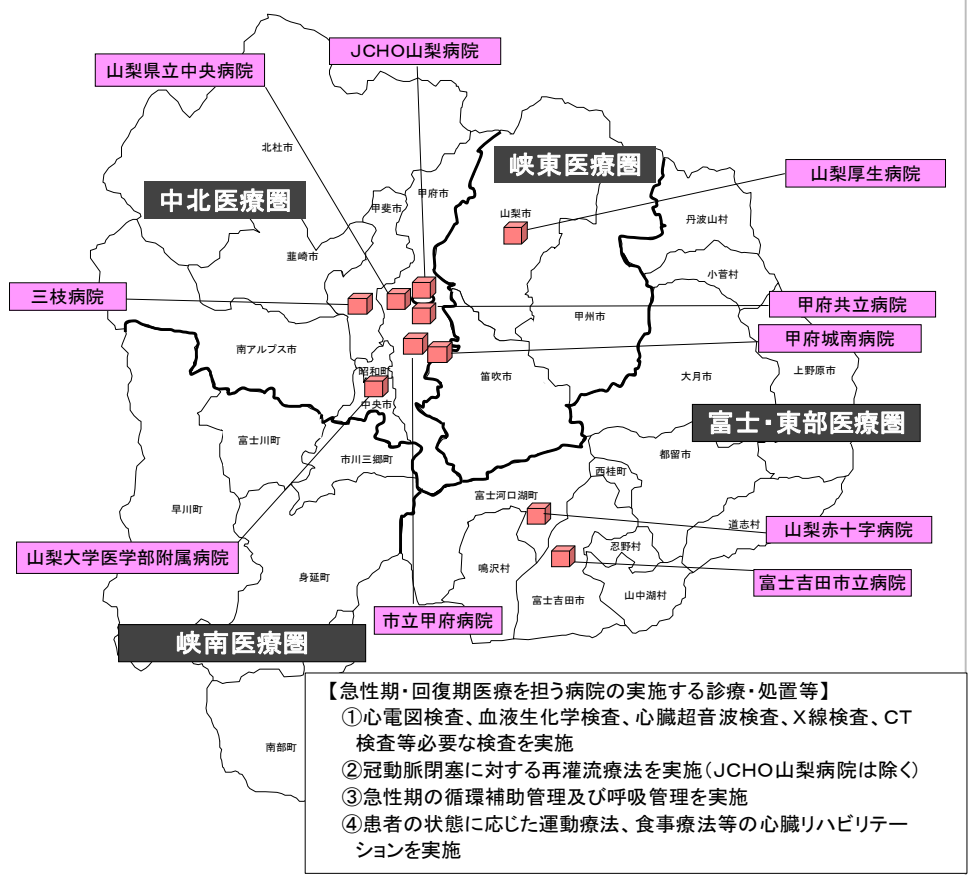 JCHO山梨病院
山梨県立中央病院
北杜市
峡東医療圏
山梨厚生病院
中北医療圏
甲府市
甲斐市
山梨市
丹波山村
韮崎市
小菅村
三枝病院
甲府共立病院
甲州市
甲府城南病院
南アルプス市
昭和町
笛吹市
大月市
上野原市
中央市
富士・東部医療圏
富士川町
市川三郷町
都留市
西桂町
早川町
富士河口湖町
道志村
山梨赤十字病院
山梨大学医学部附属病院
忍野村
鳴沢村
身延町
富士吉田市立病院
山中湖村
富士吉田市
市立甲府病院
峡南医療圏
南部町
【急性期・回復期医療を担う病院の実施する診療・処置等】
①心電図検査、血液生化学検査、心臓超音波検査、X線検査、CT
検査等必要な検査を実施
②冠動脈閉塞に対する再灌流療法を実施(JCHO山梨病院は除く)
③急性期の循環補助管理及び呼吸管理を実施
④患者の状態に応じた運動療法、食事療法等の心臓リハビリテー
ションを実施